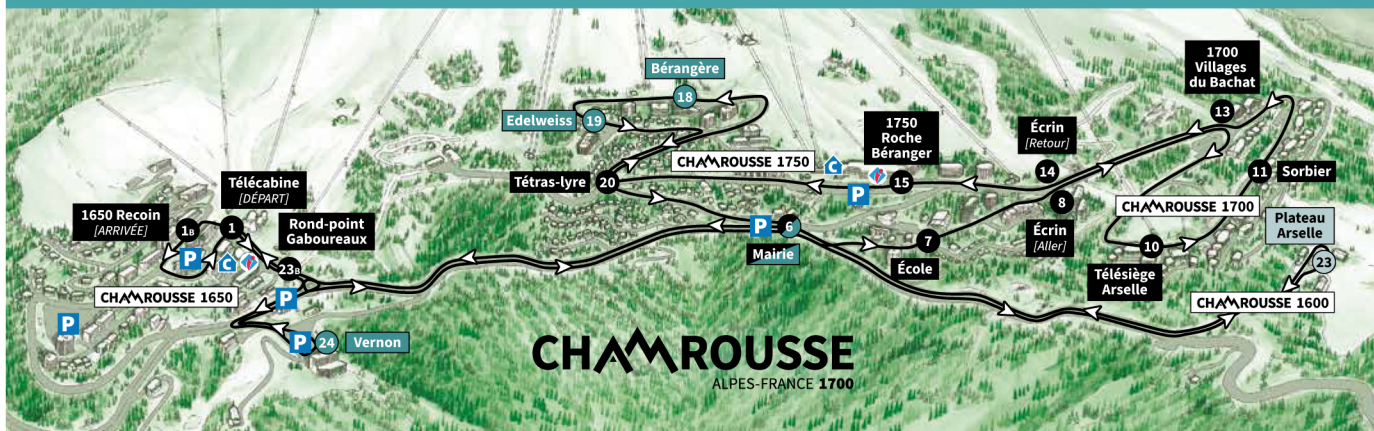 1650 Recoin
[ARRIVÉE]
1B
Télécabine
[DÉPART]
1
Rond-point
Gaboureaux
23B
P
C
CHAMROUSSE 1650
P
P
P
24
Vernon
Bérangère
18
Edelweiss
19
CHAMROUSSE 1750
Tétras-lyre
20
C
1750
Roche
Béranger
15
P
P
6
Mairie
7
École
Écrin
[Retour]
14
8
Écrin
[Aller]
1700
Villages
du Bachat
13
11
Sorbier
CHAMROUSSE 1700
10
Télésiège
Arselle
Plateau
Arselle
23
CHAMROUSSE 1600
CHAMROUSSE
ALPES-FRANCE 1700